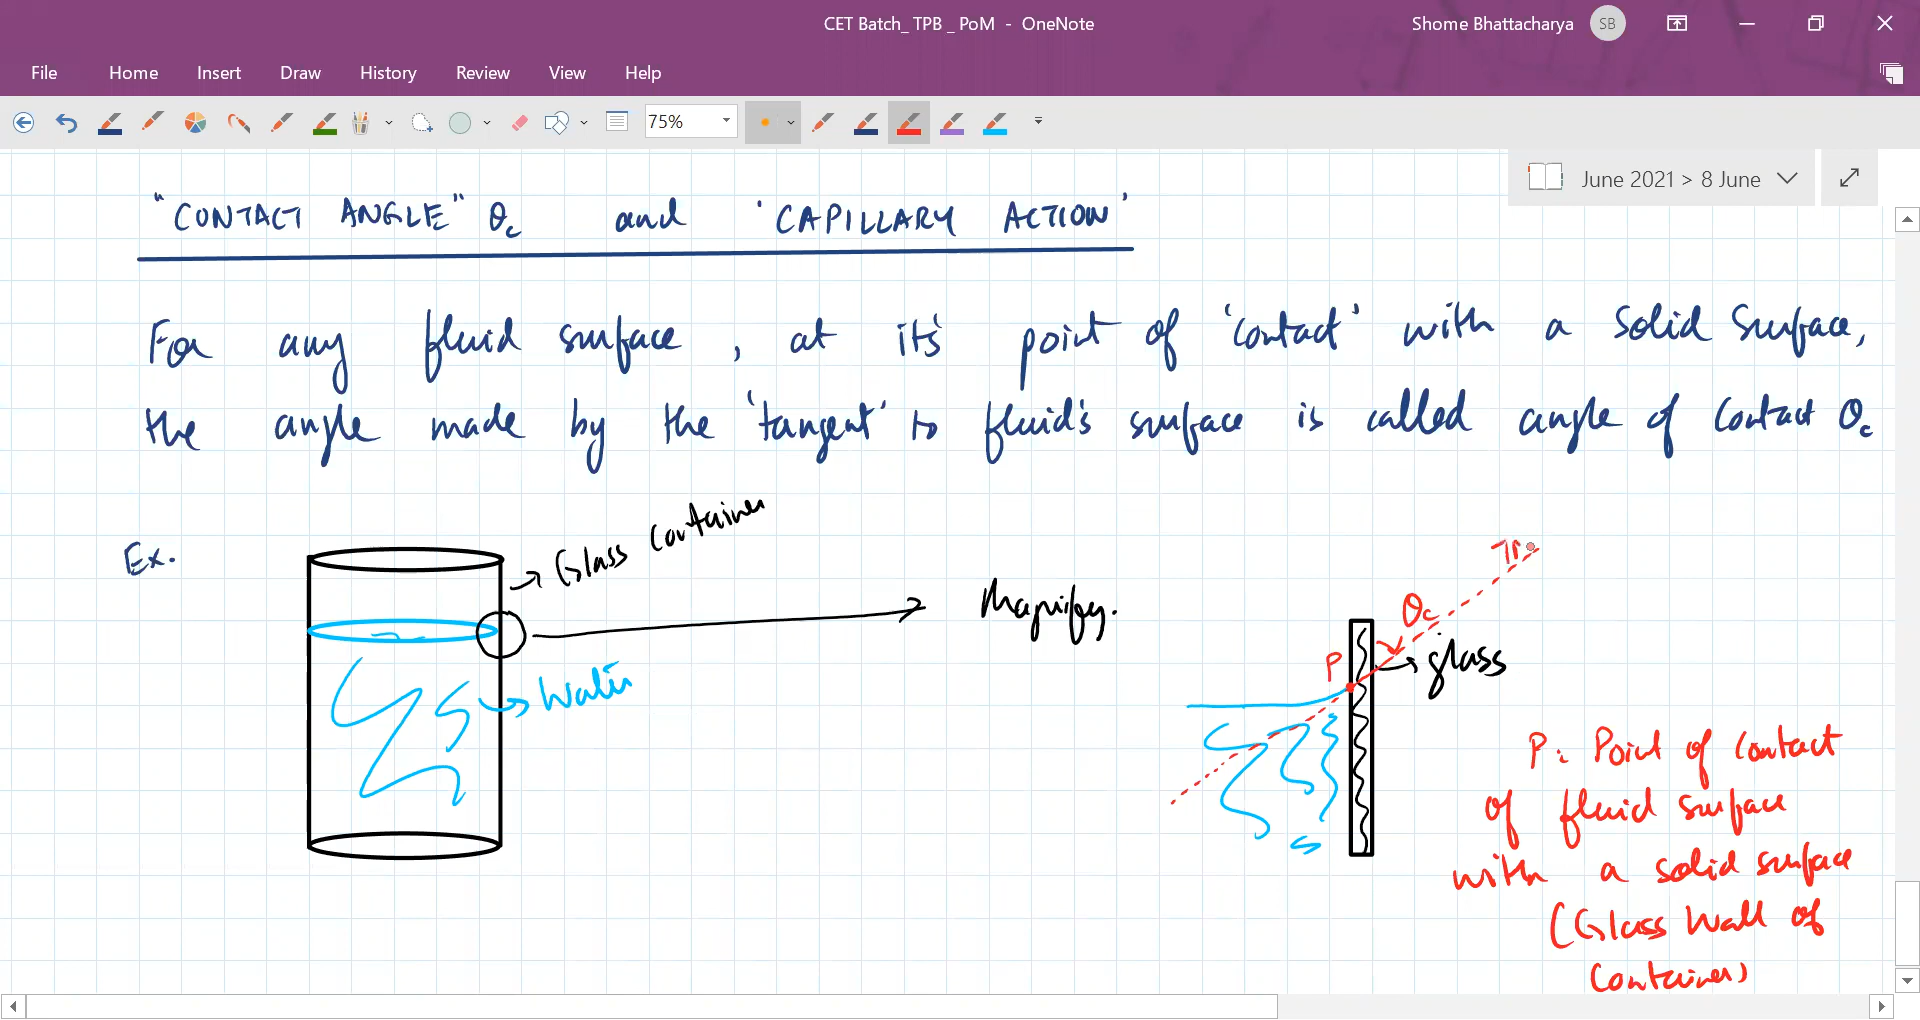 CET Batch_ TPB _ PoM - OneNote
Shome Bhattacharya
SB
File Home Insert Draw History Review View Help
75%
June 2021 > 8 June
"CONTACT ANGLE" θc and 'CAPILLARY ACTION'
For any fluid surface, at it's point of 'contact' with a solid surface,
the angle made by the 'tangent' to fluid's surface is called angle of contact θc
Ex.
→ Glass Container
Magnify.
→ Water
θc
P
→ glass
P: Point of contact
of fluid surface
with a solid surface
(Glass Wall of
Container)